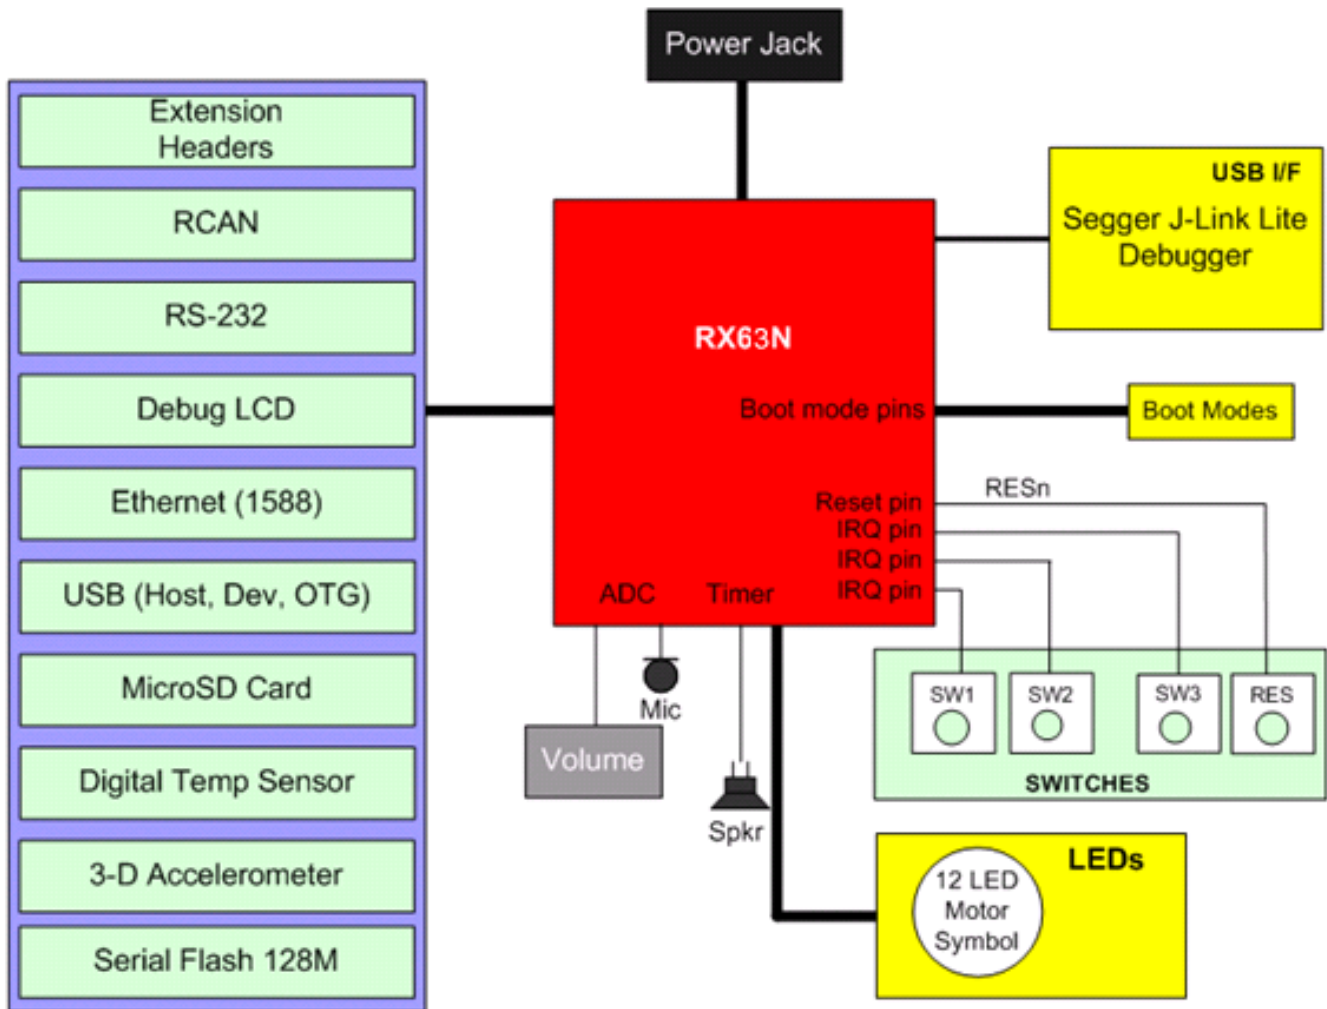 Power Jack
Extension
Headers
RCAN
RS-232
Debug LCD
Ethernet (1588)
USB (Host, Dev, OTG)
MicroSD Card
Digital Temp Sensor
3-D Accelerometer
Serial Flash 128M
USB I/F
Segger J-Link Lite
Debugger
RX63N
Boot mode pins
Boot Modes
Reset pin
RESn
IRQ pin
IRQ pin
IRQ pin
ADC
Timer
Mic
Volume
Spkr
SW1
SW2
SW3
RES
SWITCHES
LEDs
12 LED
Motor
Symbol